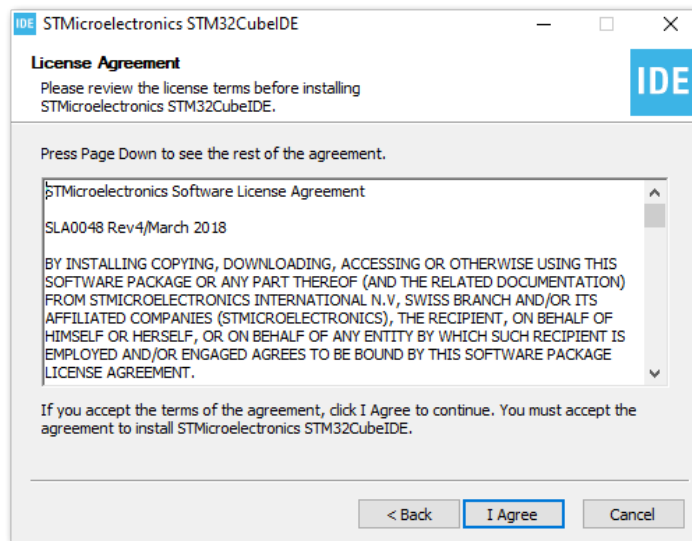 IDE STMicroelectronics STM32CubeIDE
License Agreement
Please review the license terms before installing
STMicroelectronics STM32CubeIDE.
IDE
Press Page Down to see the rest of the agreement.
STMicroelectronics Software License Agreement
SLA0048 Rev4/March 2018
BY INSTALLING COPYING, DOWNLOADING, ACCESSING OR OTHERWISE USING THIS
SOFTWARE PACKAGE OR ANY PART THEREOF (AND THE RELATED DOCUMENTATION)
FROM STMICROELECTRONICS INTERNATIONAL N.V, SWISS BRANCH AND/OR ITS
AFFILIATED COMPANIES (STMICROELECTRONICS), THE RECIPIENT, ON BEHALF OF
HIMSELF OR HERSELF, OR ON BEHALF OF ANY ENTITY BY WHICH SUCH RECIPIENT IS
EMPLOYED AND/OR ENGAGED AGREES TO BE BOUND BY THIS SOFTWARE PACKAGE
LICENSE AGREEMENT.
If you accept the terms of the agreement, click I Agree to continue. You must accept the
agreement to install STMicroelectronics STM32CubeIDE.
< Back
I Agree
Cancel